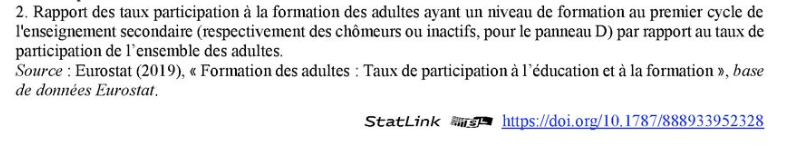 2. Rapport des taux participation à la formation des adultes ayant un niveau de formation au premier cycle de
l'enseignement secondaire (respectivement des chômeurs ou inactifs, pour le panneau D) par rapport au taux de
participation de l'ensemble des adultes.
Source : Eurostat (2019), « Formation des adultes : Taux de participation à l'éducation et à la formation », base
de données Eurostat.
StatLink https://doi.org/10.1787/888933952328